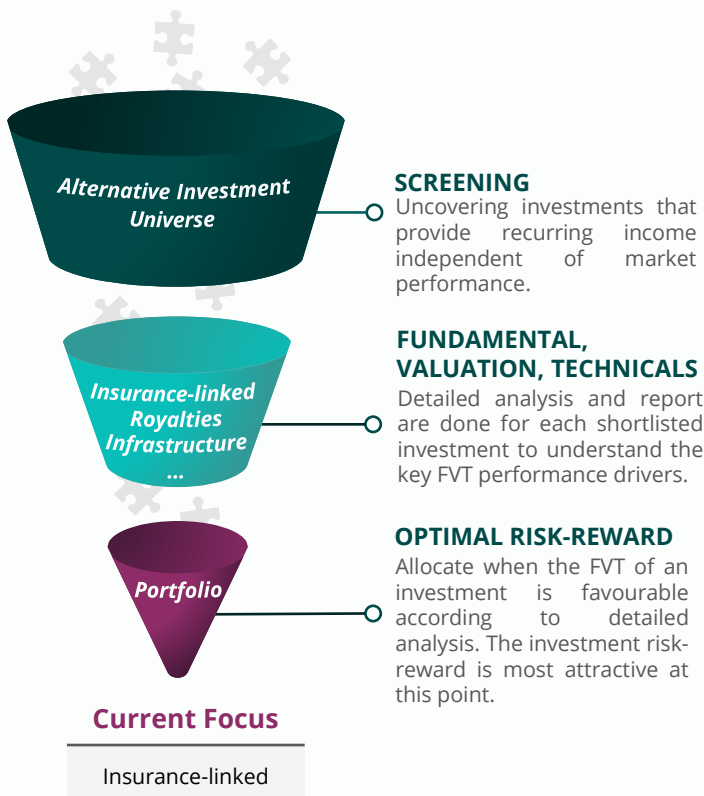 Alternative Investment
Universe
SCREENING
Uncovering investments that
provide recurring income
independent of market
performance.
Insurance-linked
Royalties
Infrastructure
...
FUNDAMENTAL,
VALUATION, TECHNICALS
Detailed analysis and report
are done for each shortlisted
investment to understand the
key FVT performance drivers.
Portfolio
OPTIMAL RISK-REWARD
Allocate when the FVT of an
investment is favourable
according to detailed
analysis. The investment risk-
reward is most attractive at
this point.
Current Focus
Insurance-linked